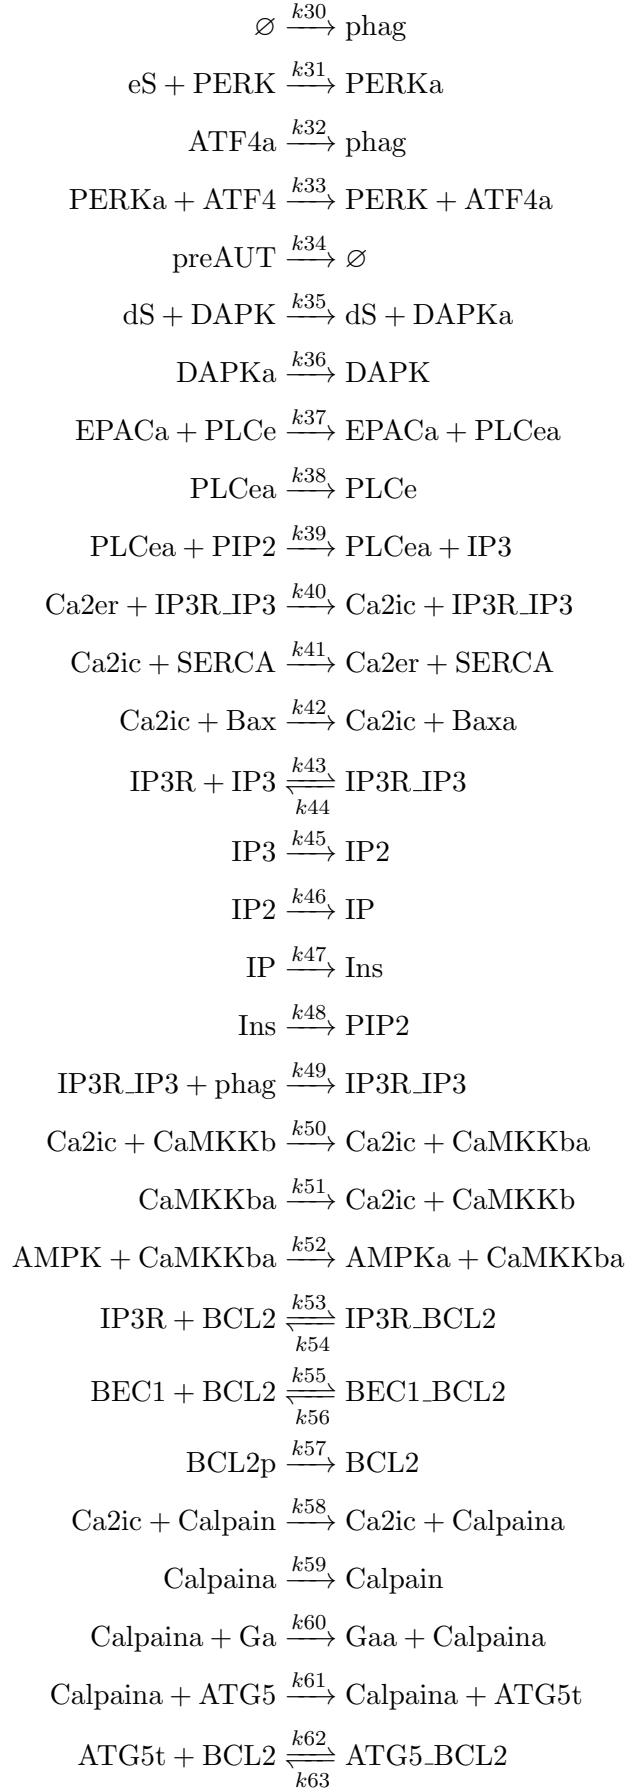 ∅ k30→ phag
eS + PERK k31→ PERKa
ATF4a k32→ phag
PERKa + ATF4 k33→ PERK + ATF4a
preAUT k34→ ∅
dS + DAPK k35→ dS + DAPKa
DAPKa k36→ DAPK
EPACa + PLCe k37→ EPACa + PLCea
PLCea k38→ PLCe
PLCea + PIP2 k39→ PLCea + IP3
Ca2er + IP3R_IP3 k40→ Ca2ic + IP3R_IP3
Ca2ic + SERCA k41→ Ca2er + SERCA
Ca2ic + Bax k42→ Ca2ic + Baxa
IP3R + IP3 k43⇌k44 IP3R_IP3
IP3 k45→ IP2
IP2 k46→ IP
IP k47→ Ins
Ins k48→ PIP2
IP3R_IP3 + phag k49→ IP3R_IP3
Ca2ic + CaMKKb k50→ Ca2ic + CaMKKba
CaMKKba k51→ Ca2ic + CaMKKb
AMPK + CaMKKba k52→ AMPKa + CaMKKba
IP3R + BCL2 k53⇌k54 IP3R_BCL2
BEC1 + BCL2 k55⇌k56 BEC1_BCL2
BCL2p k57→ BCL2
Ca2ic + Calpain k58→ Ca2ic + Calpaina
Calpaina k59→ Calpain
Calpaina + Ga k60→ Gaa + Calpaina
Calpaina + ATG5 k61→ Calpaina + ATG5t
ATG5t + BCL2 k62⇌k63 ATG5_BCL2